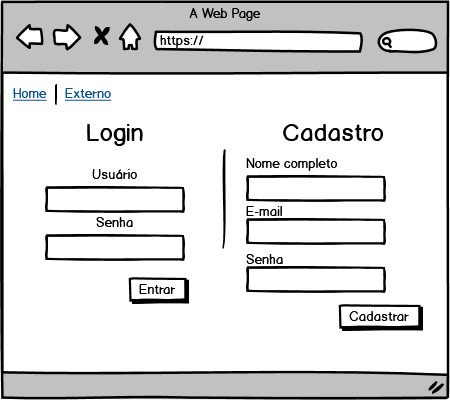 A Web Page
https://
Home | Externo
Login
Usuário
Senha
Entrar
Cadastro
Nome completo
E-mail
Senha
Cadastrar